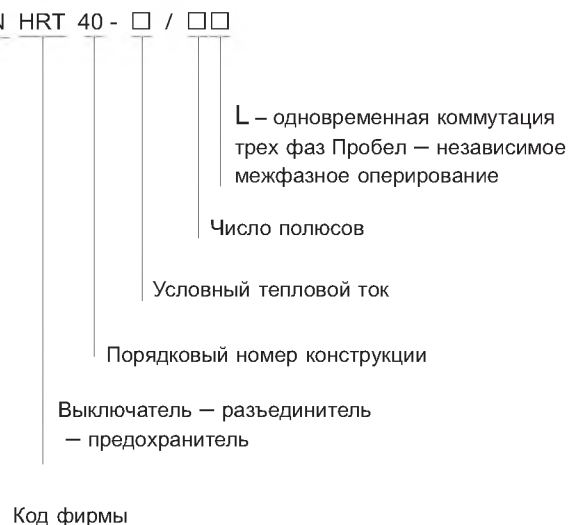 HRT 40 - □ / □□
L – одновременная коммутация
трех фаз Пробел — независимое
межфазное оперирование
Число полюсов
Условный тепловой ток
Порядковый номер конструкции
Выключатель — разъединитель
— предохранитель
Код фирмы